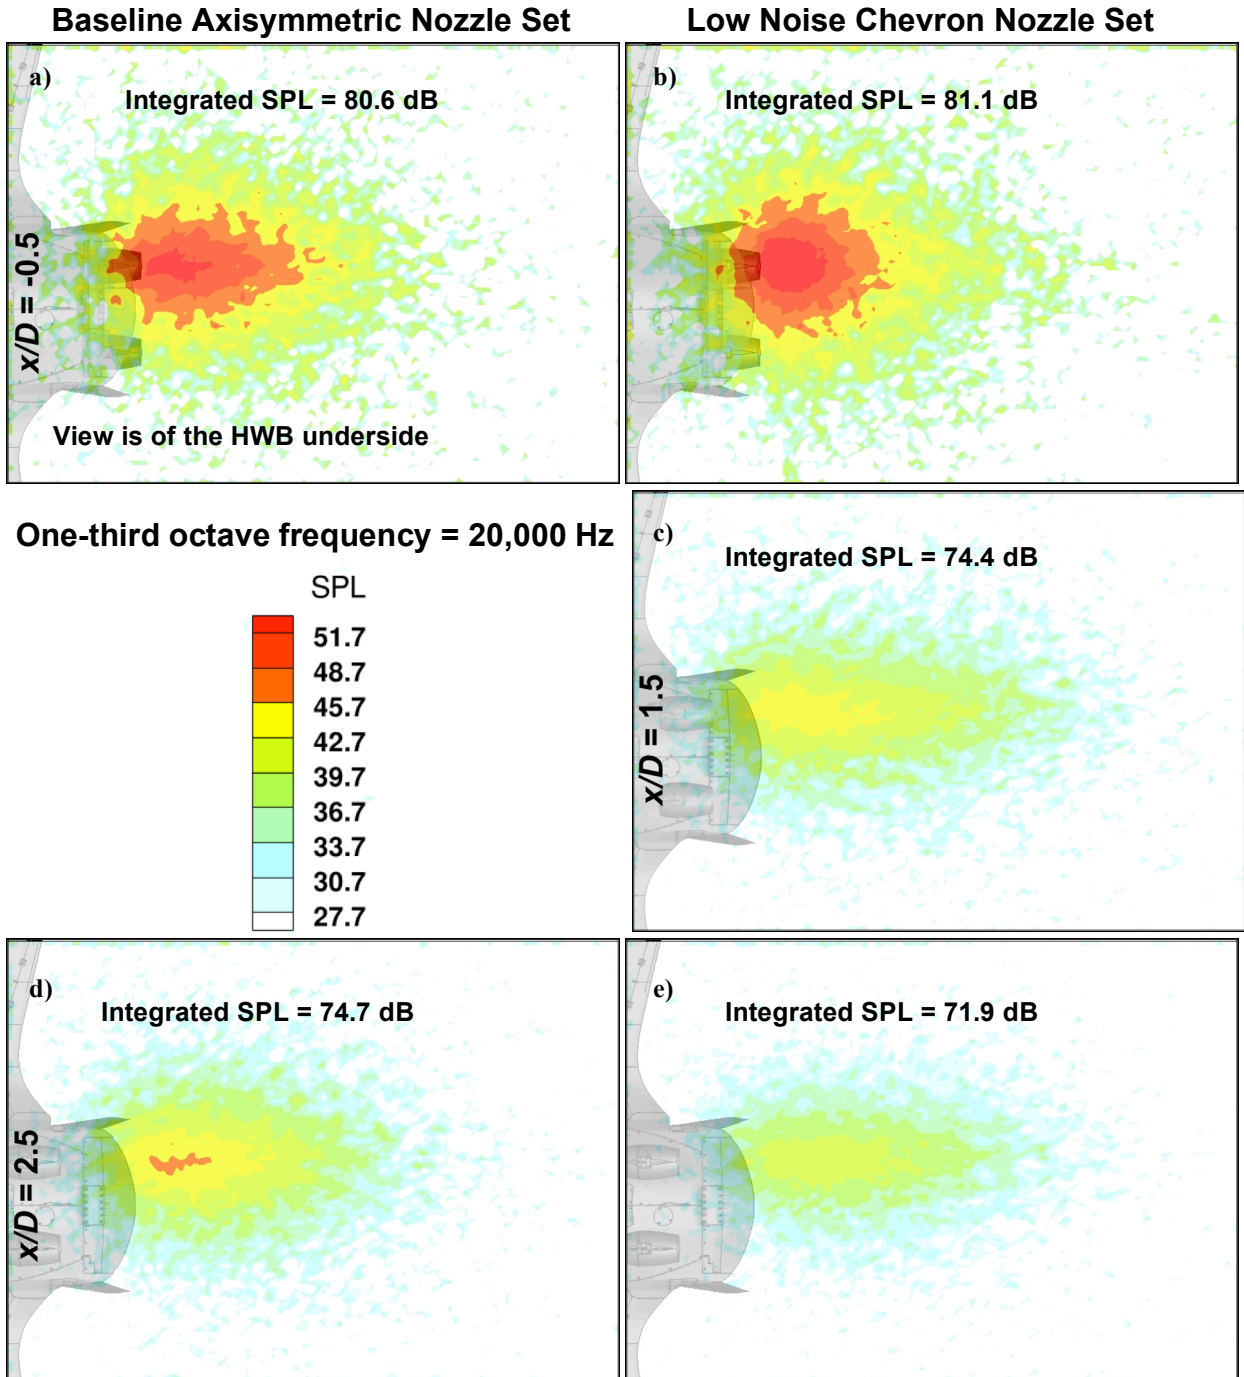 Baseline Axisymmetric Nozzle Set
Low Noise Chevron Nozzle Set
a)
Integrated SPL = 80.6 dB
x/D = -0.5
View is of the HWB underside
b)
Integrated SPL = 81.1 dB
One-third octave frequency = 20,000 Hz
SPL
51.7
48.7
45.7
42.7
39.7
36.7
33.7
30.7
27.7
c)
Integrated SPL = 74.4 dB
x/D = 1.5
d)
Integrated SPL = 74.7 dB
x/D = 2.5
e)
Integrated SPL = 71.9 dB